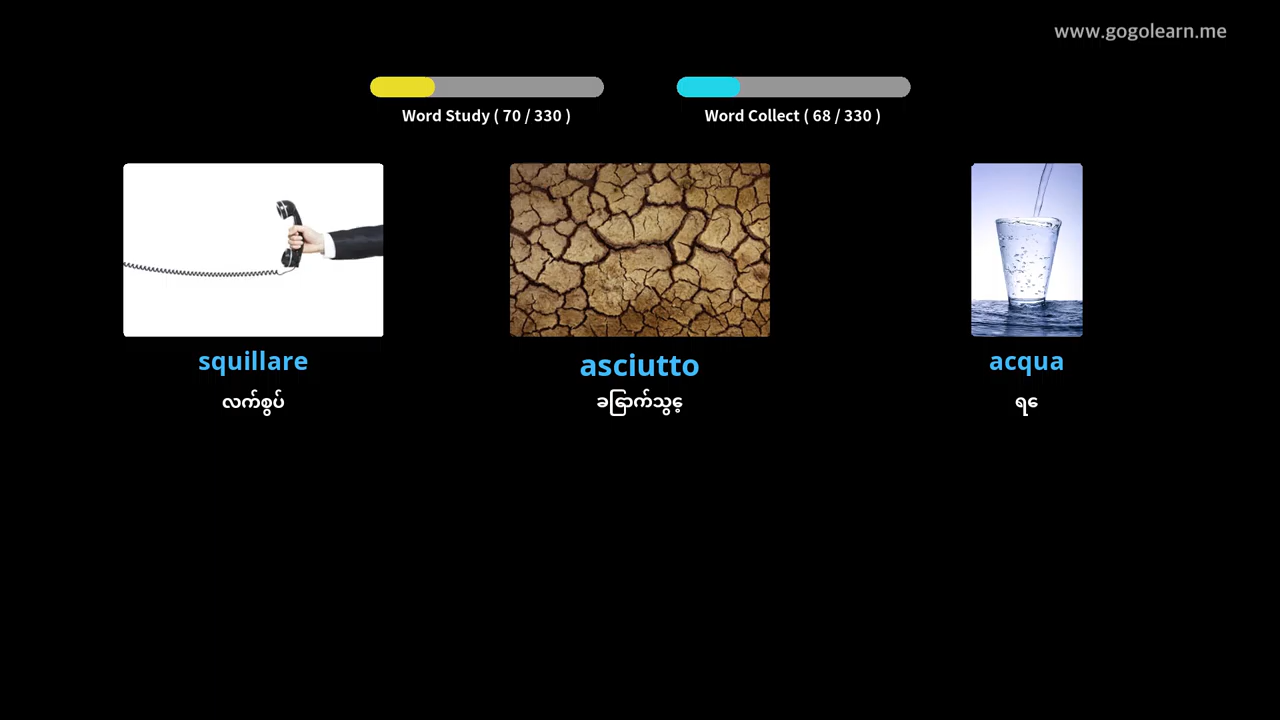 www.gogolearn.me
Word Study ( 70 / 330 )
Word Collect ( 68 / 330 )
squillare
asciutto
acqua
လက်စွပ်
ခြောက်သွေ့
ရေ